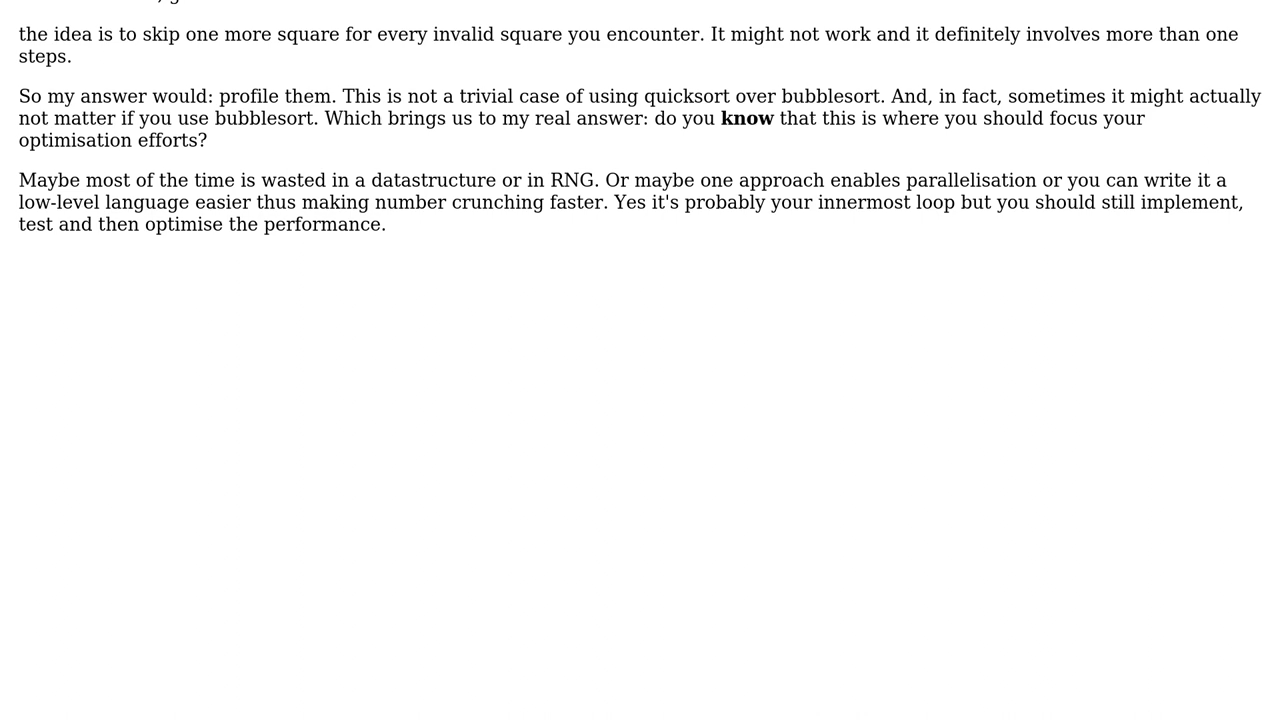 the idea is to skip one more square for every invalid square you encounter. It might not work and it definitely involves more than one
steps.
So my answer would: profile them. This is not a trivial case of using quicksort over bubblesort. And, in fact, sometimes it might actually
not matter if you use bubblesort. Which brings us to my real answer: do you know that this is where you should focus your
optimisation efforts?
Maybe most of the time is wasted in a datastructure or in RNG. Or maybe one approach enables parallelisation or you can write it a
low-level language easier thus making number crunching faster. Yes it's probably your innermost loop but you should still implement,
test and then optimise the performance.